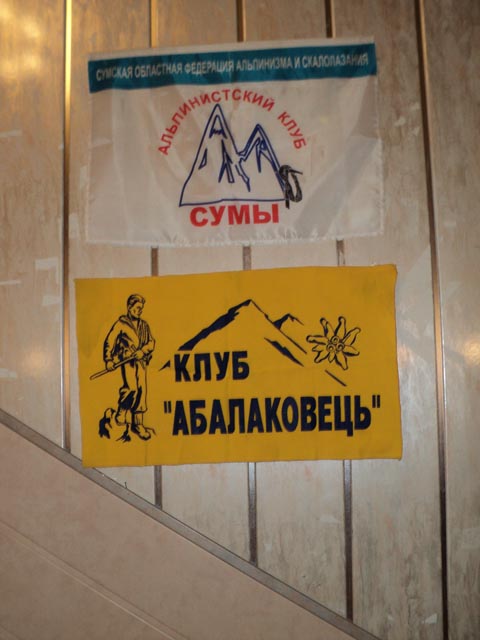 СУМСКАЯ ОБЛАСТНАЯ ФЕДЕРАЦИЯ АЛЬПИНИЗМА И СКАЛОЛАЗАНИЯ
АЛЬПИНИСТСКИЙ КЛУБ
СУМЫ
КЛУБ
"АБАЛАКОВЕЦЬ"